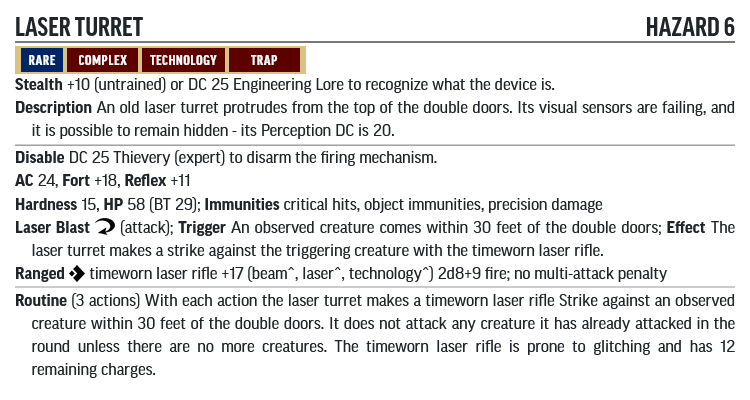 LASER TURRET HAZARD 6
RARE COMPLEX TECHNOLOGY TRAP
Stealth +10 (untrained) or DC 25 Engineering Lore to recognize what the device is.
Description An old laser turret protrudes from the top of the double doors. Its visual sensors are failing, and
it is possible to remain hidden - its Perception DC is 20.
Disable DC 25 Thievery (expert) to disarm the firing mechanism.
AC 24, Fort +18, Reflex +11
Hardness 15, HP 58 (BT 29); Immunities critical hits, object immunities, precision damage
Laser Blast (attack); Trigger An observed creature comes within 30 feet of the double doors; Effect The
laser turret makes a strike against the triggering creature with the timeworn laser rifle.
Ranged timeworn laser rifle +17 (beam^, laser^, technology^) 2d8+9 fire; no multi-attack penalty
Routine (3 actions) With each action the laser turret makes a timeworn laser rifle Strike against an observed
creature within 30 feet of the double doors. It does not attack any creature it has already attacked in the
round unless there are no more creatures. The timeworn laser rifle is prone to glitching and has 12
remaining charges.